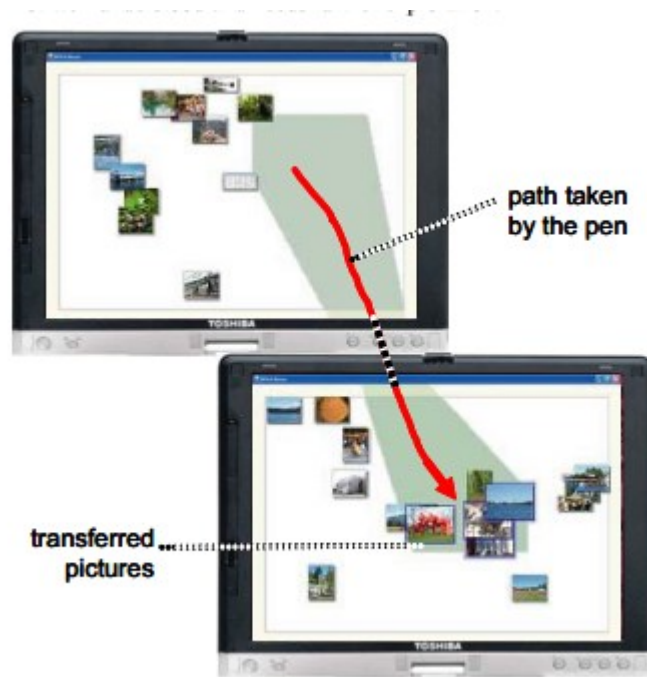 path taken
by the pen
TOSHIBA
transferred
pictures
TOSHIBA